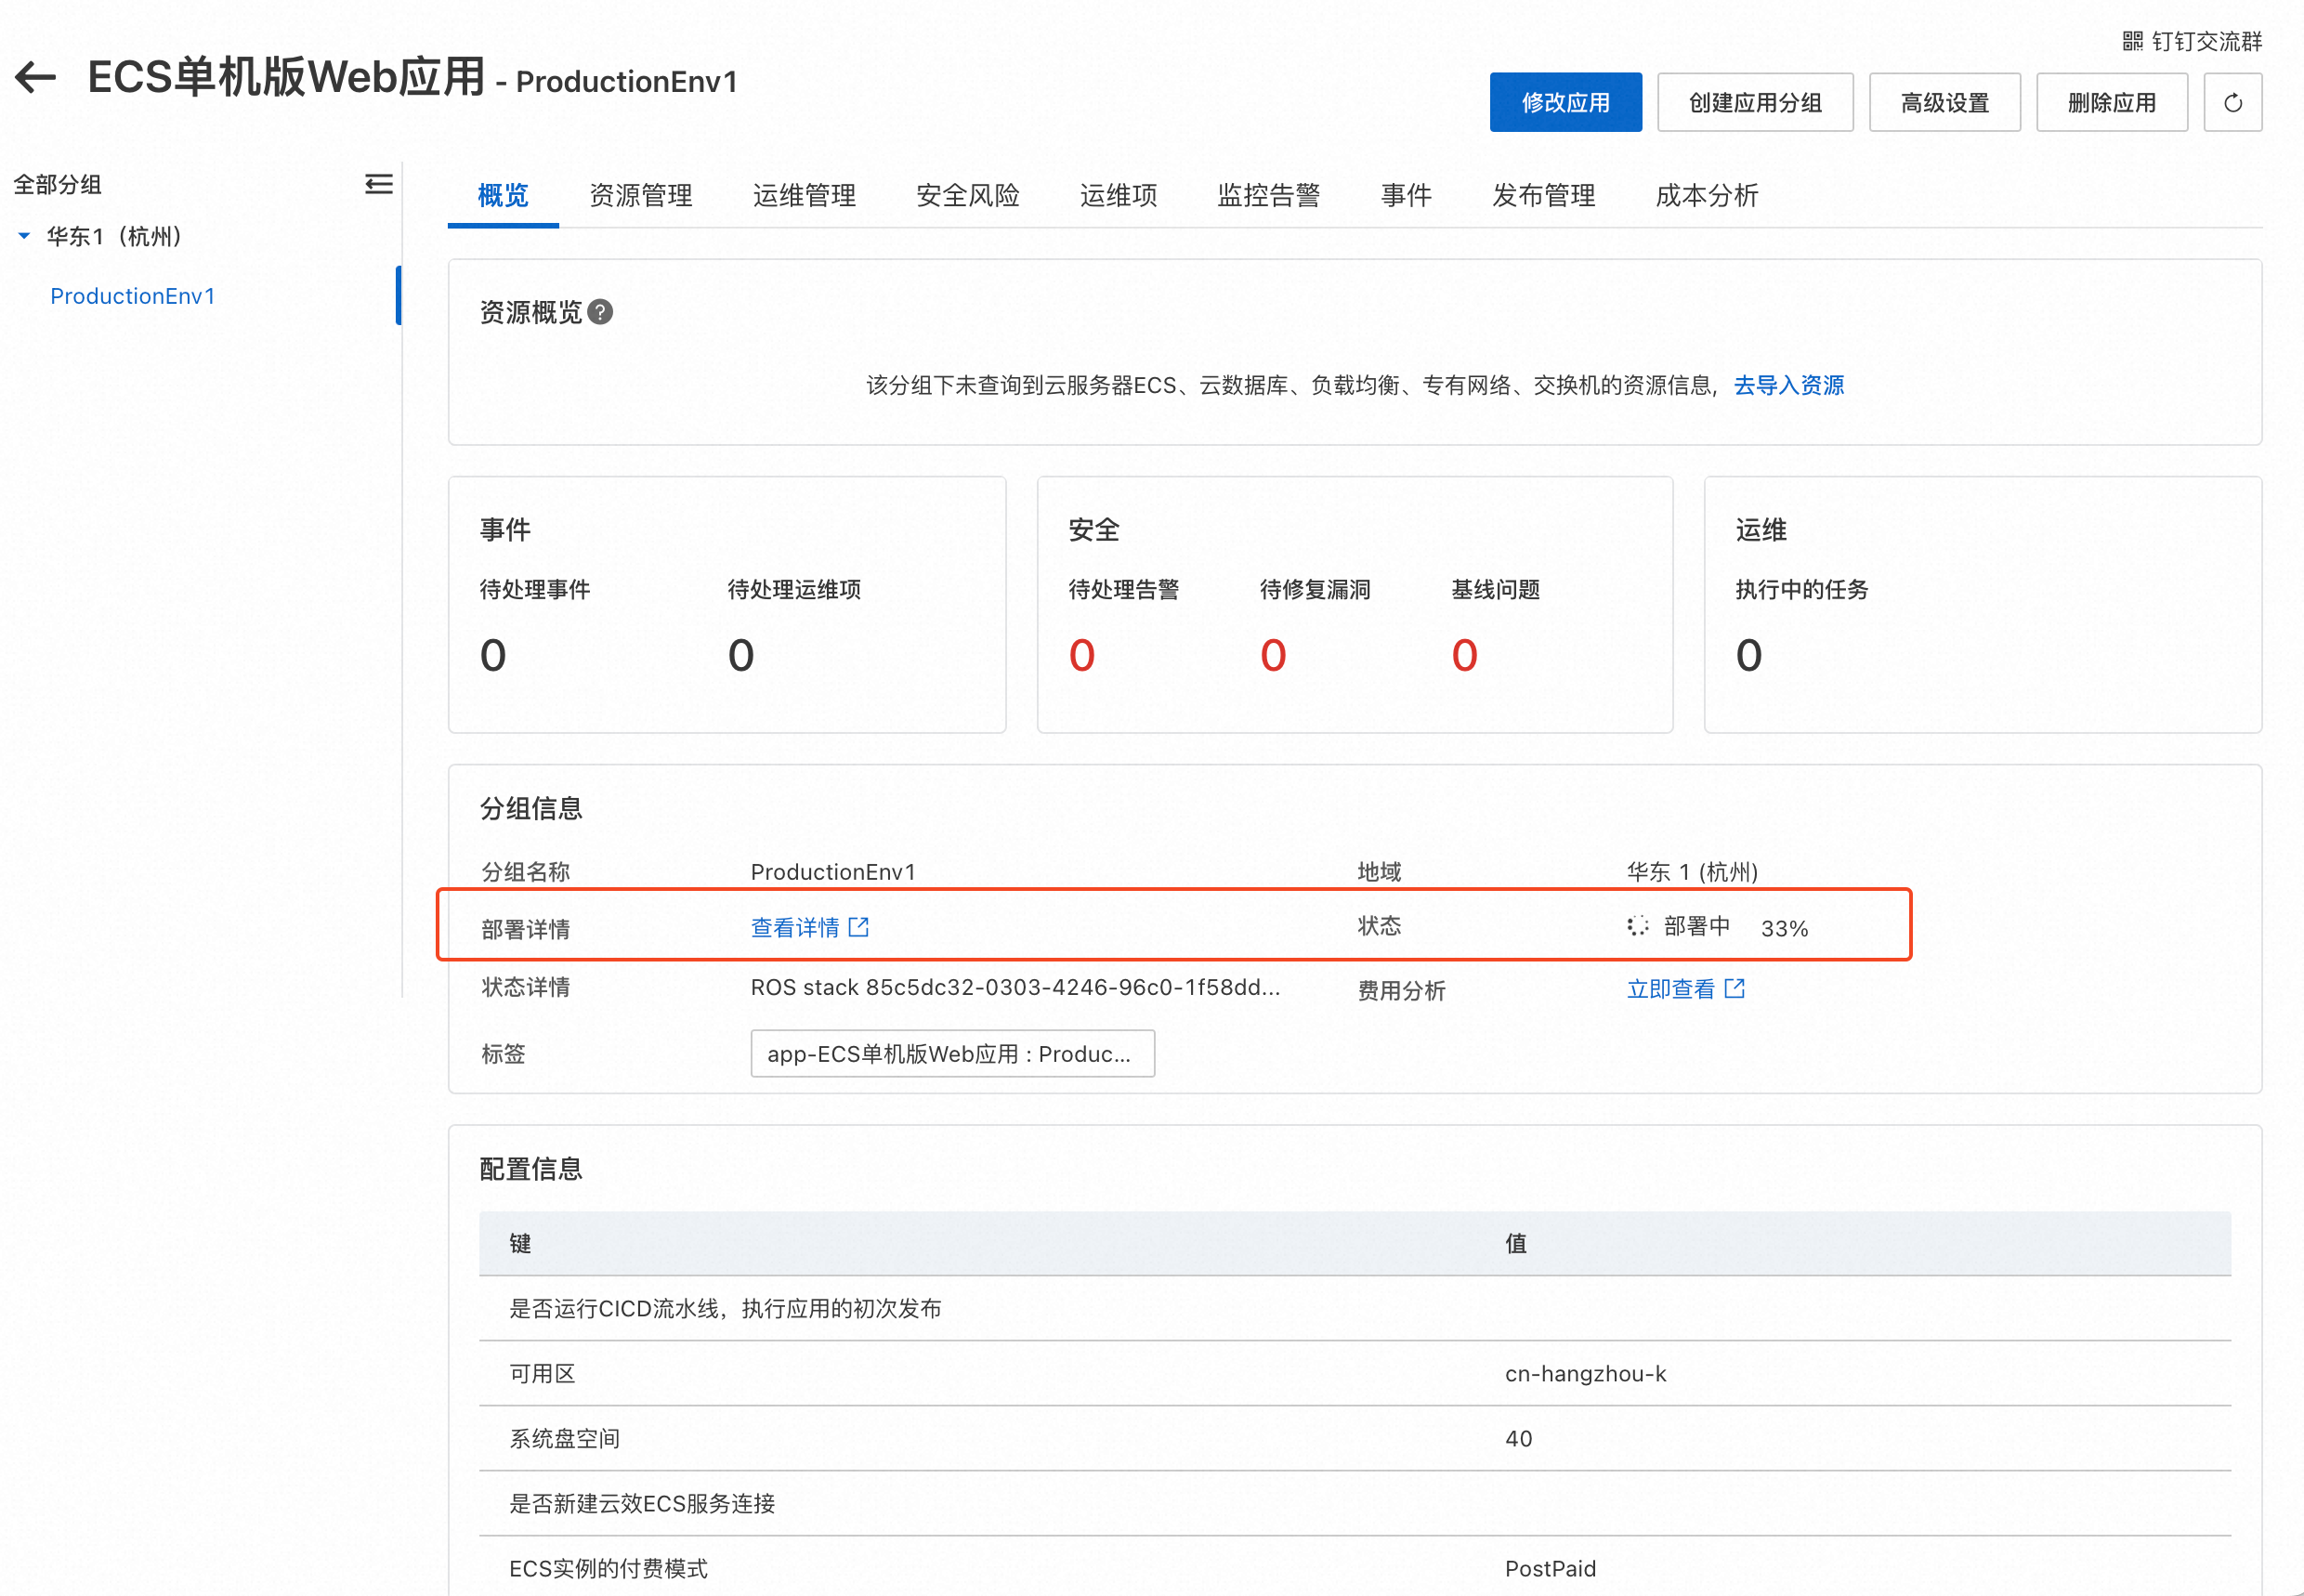 钉钉交流群
ECS单机版Web应用 - ProductionEnv1
修改应用 创建应用分组 高级设置 删除应用
全部分组
华东1（杭州）
ProductionEnv1
概览 资源管理 运维管理 安全风险 运维项 监控告警 事件 发布管理 成本分析
资源概览?
该分组下未查询到云服务器ECS、云数据库、负载均衡、专有网络、交换机的资源信息，去导入资源
事件
待处理事件 待处理运维项
0 0
安全
待处理告警 待修复漏洞 基线问题
0 0 0
运维
执行中的任务
0
分组信息
分组名称 ProductionEnv1 地域 华东 1 (杭州)
部署详情 查看详情 状态 部署中 33%
状态详情 ROS stack 85c5dc32-0303-4246-96c0-1f58dd... 费用分析 立即查看
标签 app-ECS单机版Web应用 : Produc...
配置信息
键 值
是否运行CICD流水线，执行应用的初次发布
可用区 cn-hangzhou-k
系统盘空间 40
是否新建云效ECS服务连接
ECS实例的付费模式 PostPaid